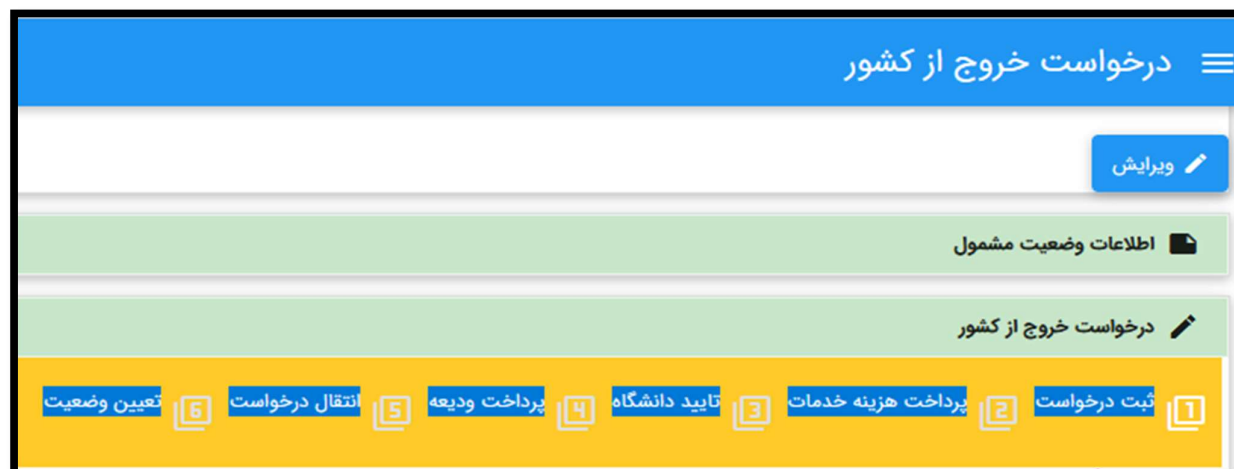 درخواست خروج از کشور
ویرایش
اطلاعات وضعیت مشمول
درخواست خروج از کشور
1 ثبت درخواست 2 پرداخت هزینه خدمات 3 تایید دانشگاه 4 پرداخت ودیعه 5 انتقال درخواست 6 تعیین وضعیت